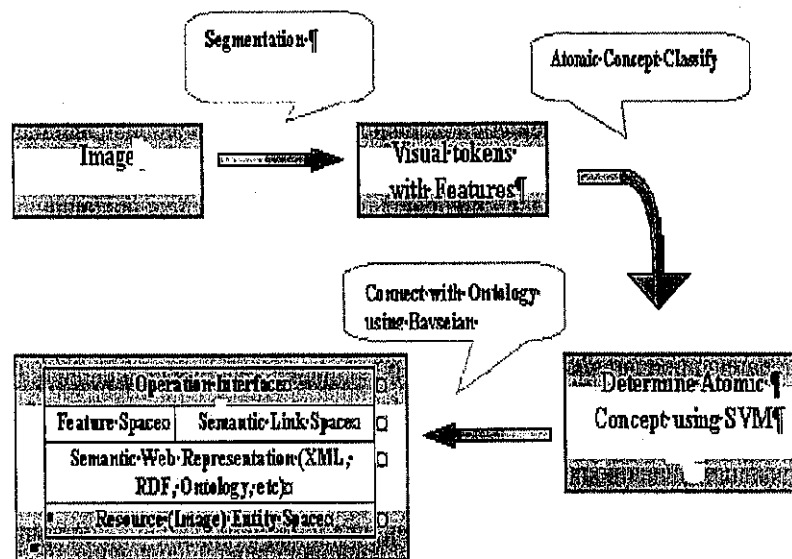 Segmentation
Atomic Concept Classify
Image
Visual tokens
with Features
Connect with Ontology
using Bayseian
Determine Atomic
Concept using SVM
Operation Interface
Feature Space Semantic Link Space
Semantic Web Representation (XML,
RDF, Ontology, etc)
Resource (Image) Entity Space